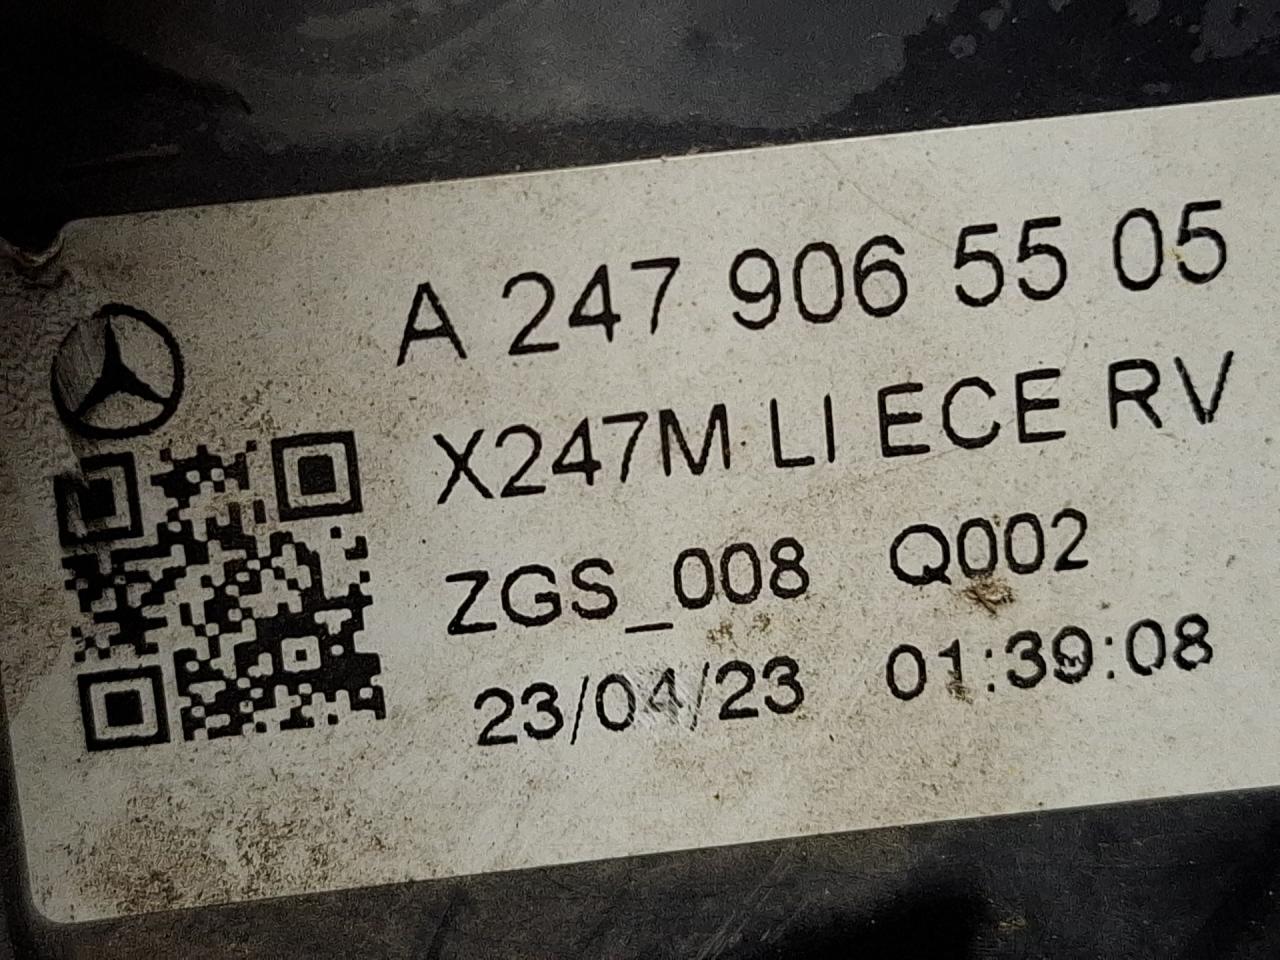 A 247 906 55 05
X247M LI ECE RV
ZGS_008 Q002
23/04/23 01:39:08